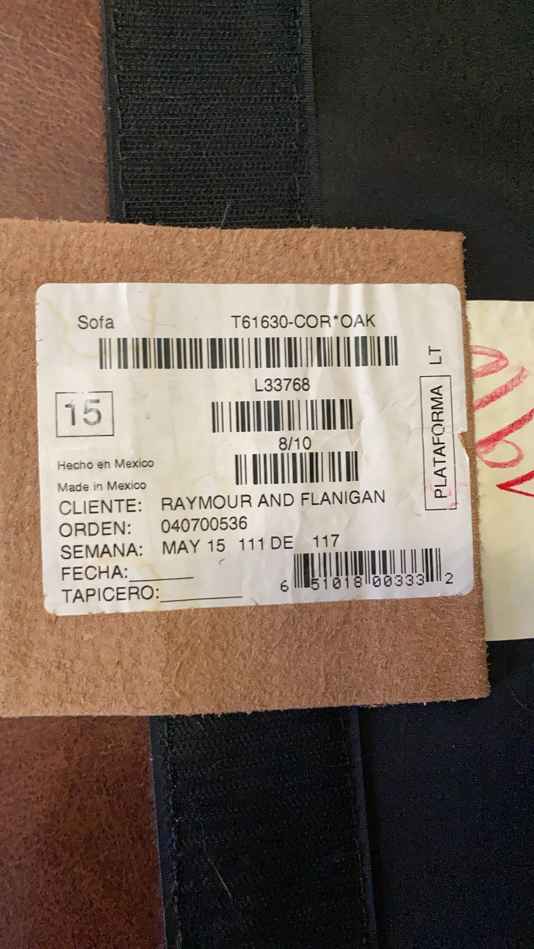 Sofa T61630-COR*OAK
L33768
15
8/10
Hecho en Mexico
Made in Mexico
CLIENTE: RAYMOUR AND FLANIGAN
ORDEN: 040700536
SEMANA: MAY 15 111 DE 117
FECHA:
TAPICERO:
6 51018 00333 2
PLATAFORMA LT